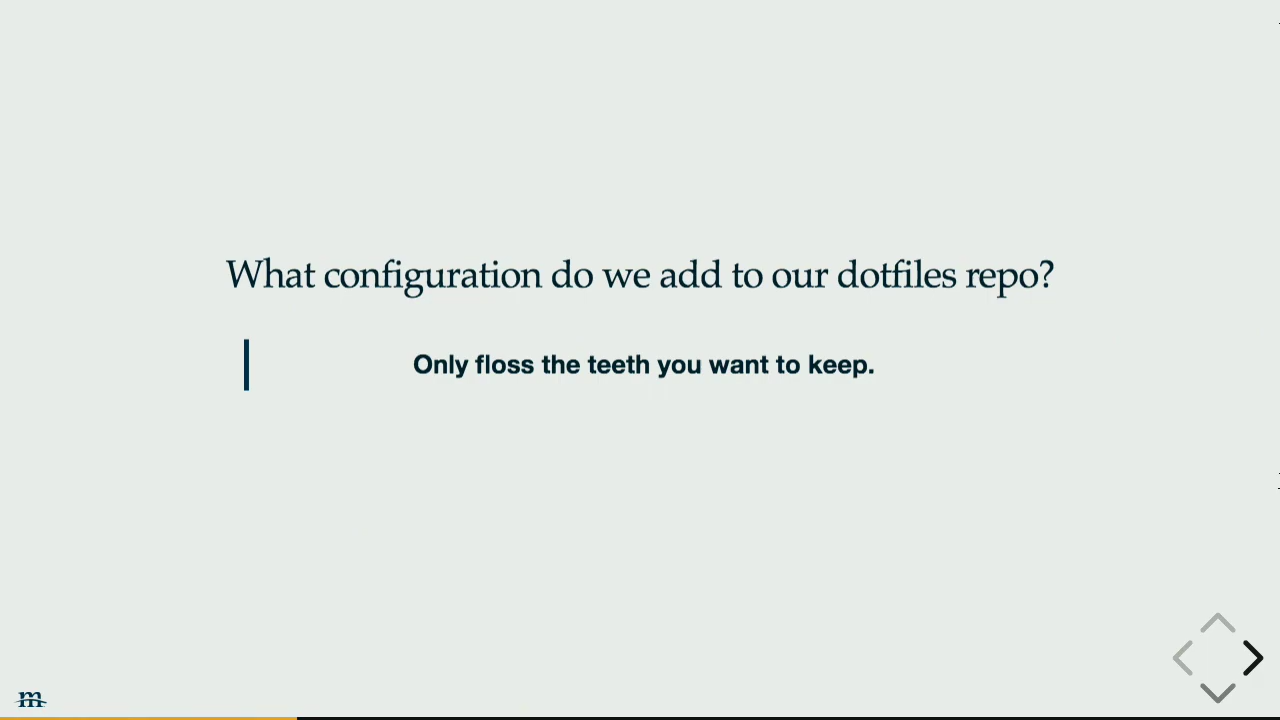 What configuration do we add to our dotfiles repo?
Only floss the teeth you want to keep.
m